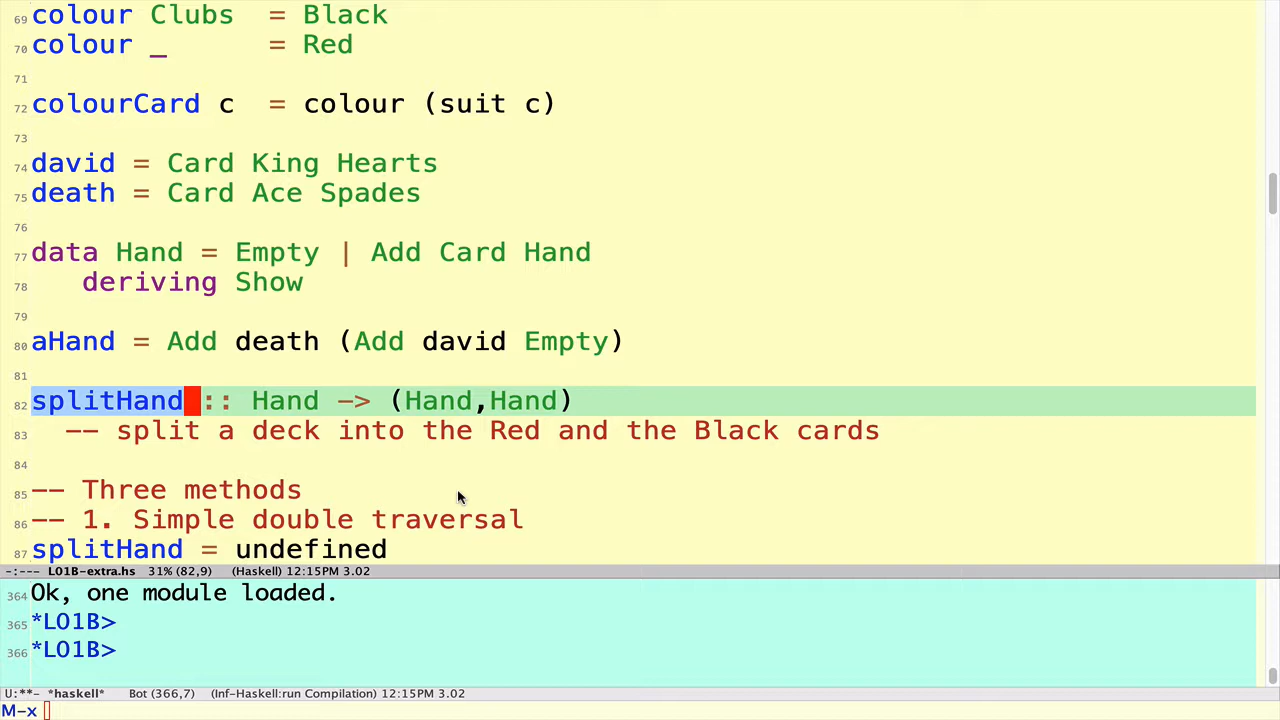 69 colour Clubs  = Black
70 colour _      = Red
71
72 colourCard c  = colour (suit c)
73
74 david = Card King Hearts
75 death = Card Ace Spades
76
77 data Hand = Empty | Add Card Hand
78    deriving Show
79
80 aHand = Add death (Add david Empty)
81
82 splitHand :: Hand -> (Hand,Hand)
83   -- split a deck into the Red and the Black cards
84
85 -- Three methods
86 -- 1. Simple double traversal
87 splitHand = undefined
-:--- L01B-extra.hs   31% (82,9)   (Haskell) 12:15PM 3.02
364 Ok, one module loaded.
365 *L01B>
366 *L01B>
U:**- *haskell*   Bot (366,7)   (Inf-Haskell:run Compilation) 12:15PM 3.02
M-x